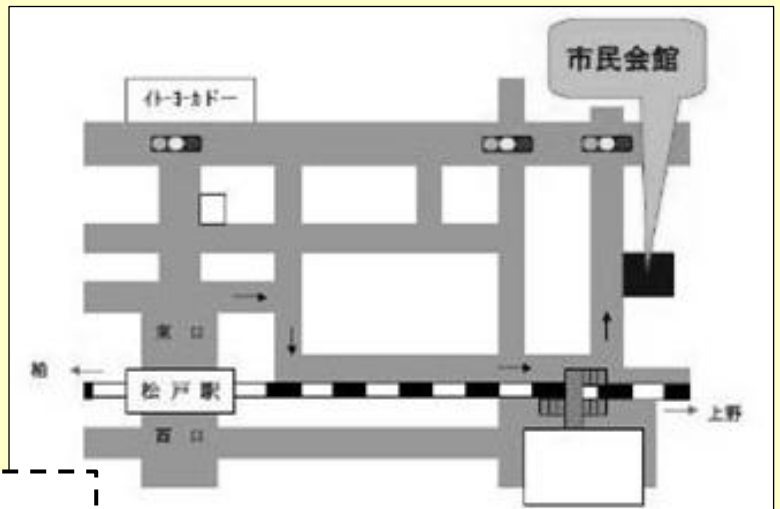 市民会館
イトーヨーカドー
東 口
柏 ←
松 戸 駅
→ 上野
西 口